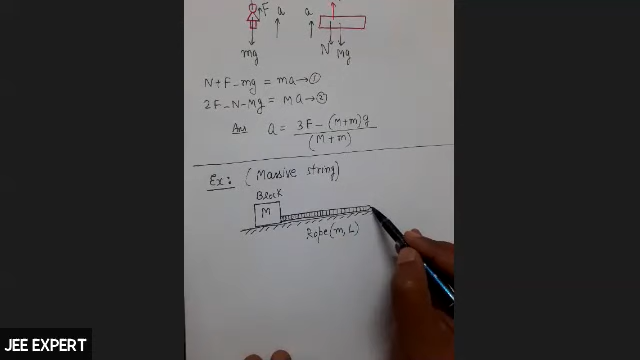 F a a
mg N Mg
N+F-mg = ma → ①
2F-N-Mg = Ma → ②
Ans a = 3F-(M+m)g / (M+m)
Ex: (Massive string)
Block
M
Rope(m, L)
JEE EXPERT